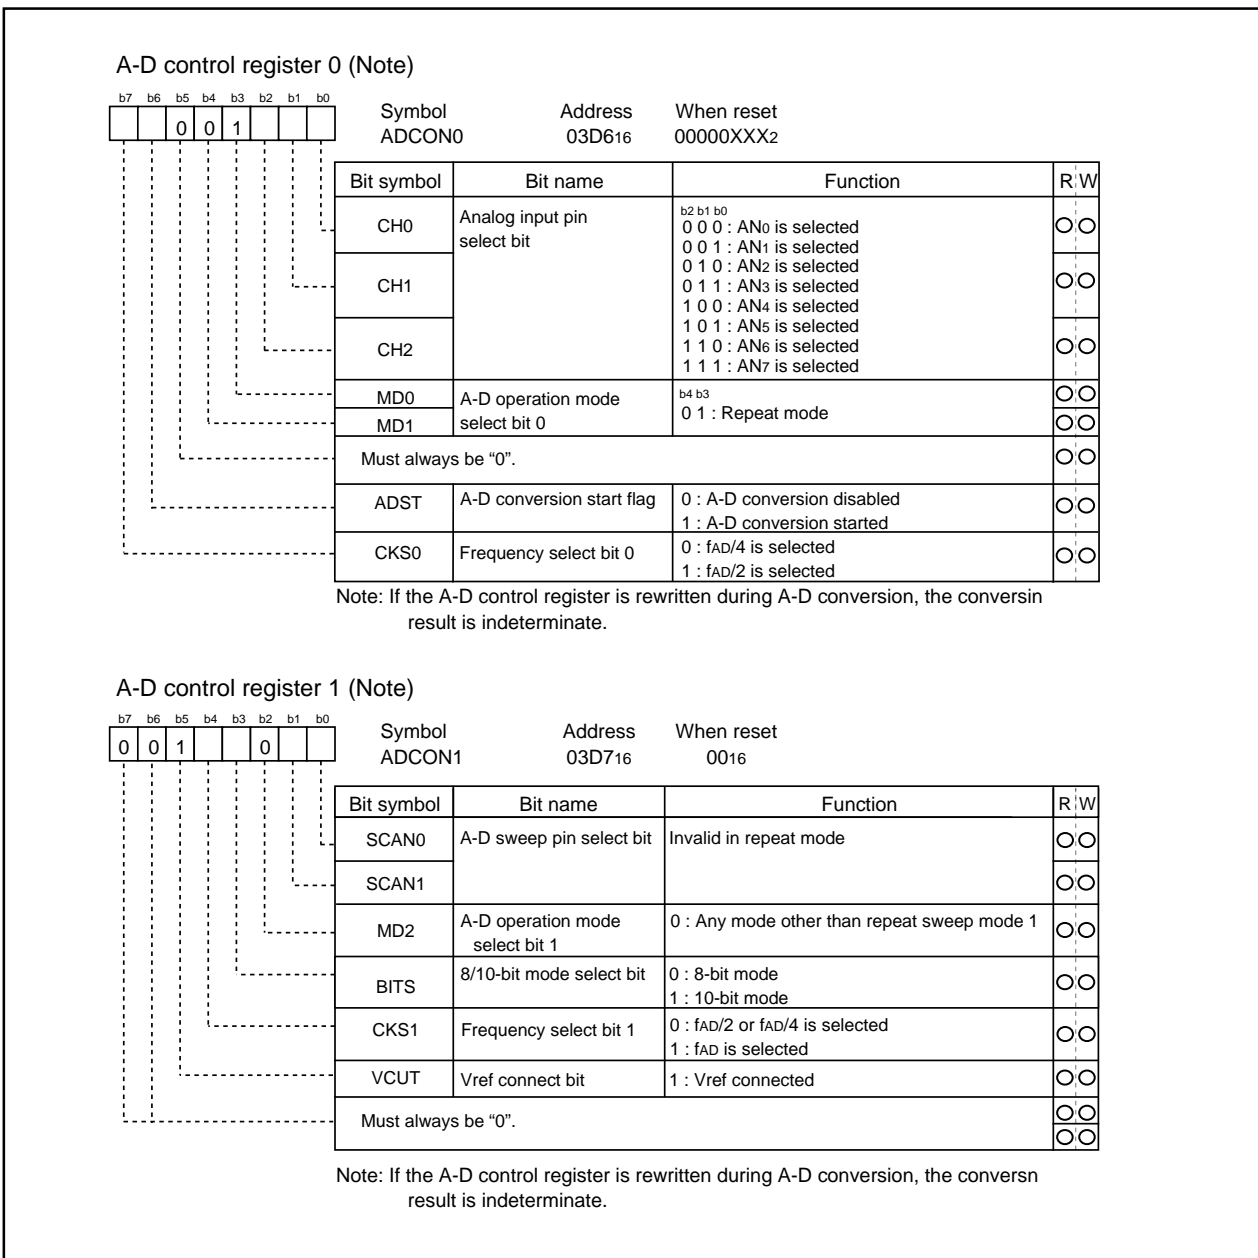 A-D control register 0 (Note)
b7 b6 b5 b4 b3 b2 b1 b0
0 0 1
Symbol Address When reset
ADCON0 03D616 00000XXX2
Bit symbol Bit name Function R W
CH0 Analog input pin select bit
b2 b1 b0
0 0 0 : AN0 is selected
0 0 1 : AN1 is selected
0 1 0 : AN2 is selected
CH1 0 1 1 : AN3 is selected
1 0 0 : AN4 is selected
1 0 1 : AN5 is selected
CH2 1 1 0 : AN6 is selected
1 1 1 : AN7 is selected
MD0 A-D operation mode
b4 b3
MD1 select bit 0 0 1 : Repeat mode
Must always be “0”.
ADST A-D conversion start flag 0 : A-D conversion disabled
1 : A-D conversion started
CKS0 Frequency select bit 0 0 : fAD/4 is selected
1 : fAD/2 is selected
Note: If the A-D control register is rewritten during A-D conversion, the conversin
result is indeterminate.
A-D control register 1 (Note)
b7 b6 b5 b4 b3 b2 b1 b0
0 0 1 0
Symbol Address When reset
ADCON1 03D716 0016
Bit symbol Bit name Function R W
SCAN0 A-D sweep pin select bit Invalid in repeat mode
SCAN1
MD2 A-D operation mode 0 : Any mode other than repeat sweep mode 1
select bit 1
BITS 8/10-bit mode select bit 0 : 8-bit mode
1 : 10-bit mode
CKS1 Frequency select bit 1 0 : fAD/2 or fAD/4 is selected
1 : fAD is selected
VCUT Vref connect bit 1 : Vref connected
Must always be “0”.
Note: If the A-D control register is rewritten during A-D conversion, the conversn
result is indeterminate.